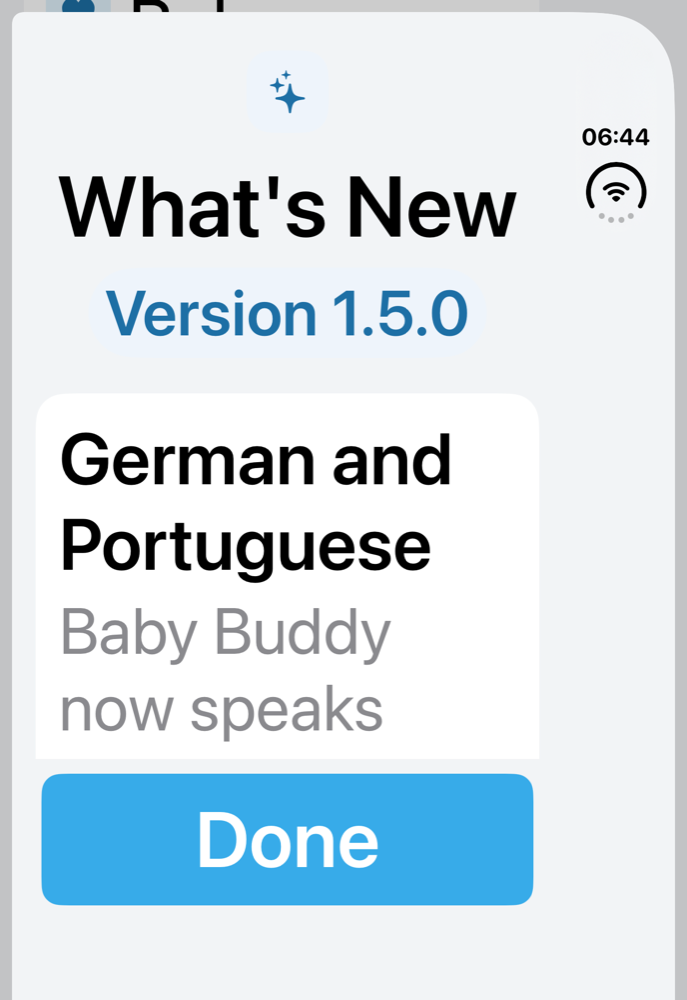 06:44
What's New
Version 1.5.0
German and
Portuguese
Baby Buddy
now speaks
Done